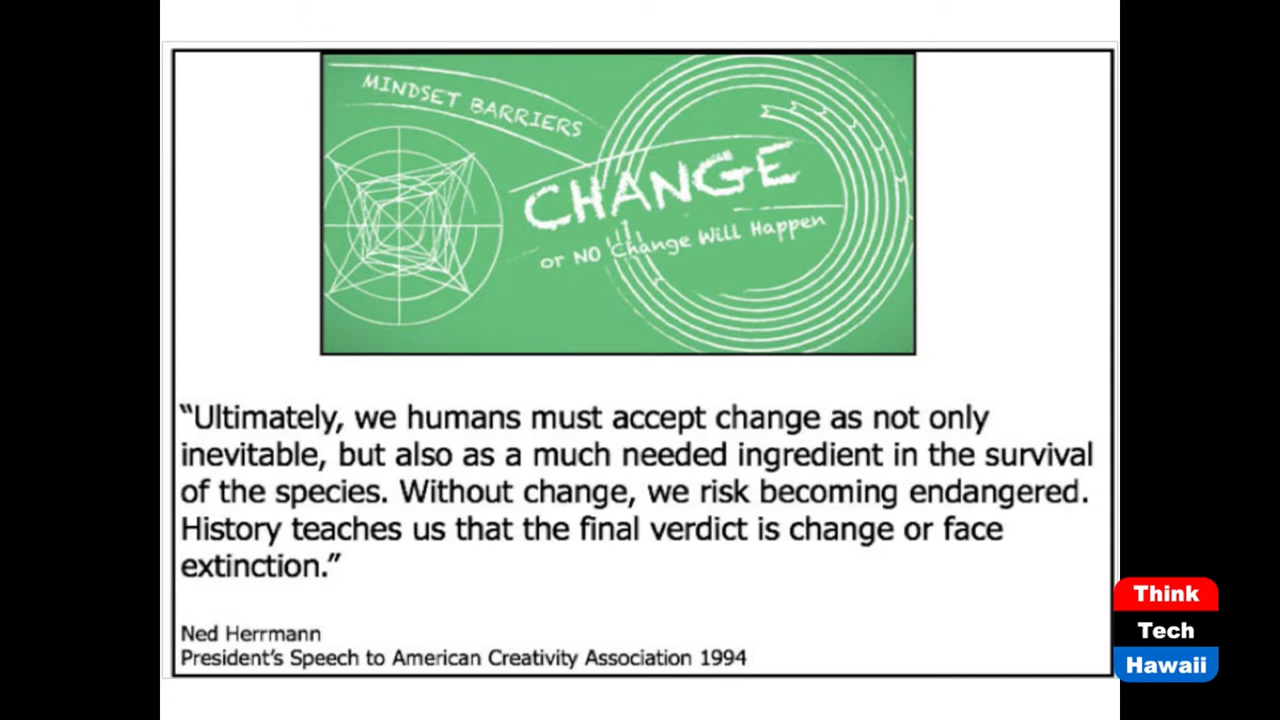 MINDSET BARRIERS
CHANGE
or NO Change Will Happen
“Ultimately, we humans must accept change as not only
inevitable, but also as a much needed ingredient in the survival
of the species. Without change, we risk becoming endangered.
History teaches us that the final verdict is change or face
extinction.”
Ned Herrmann
President’s Speech to American Creativity Association 1994
Think
Tech
Hawaii